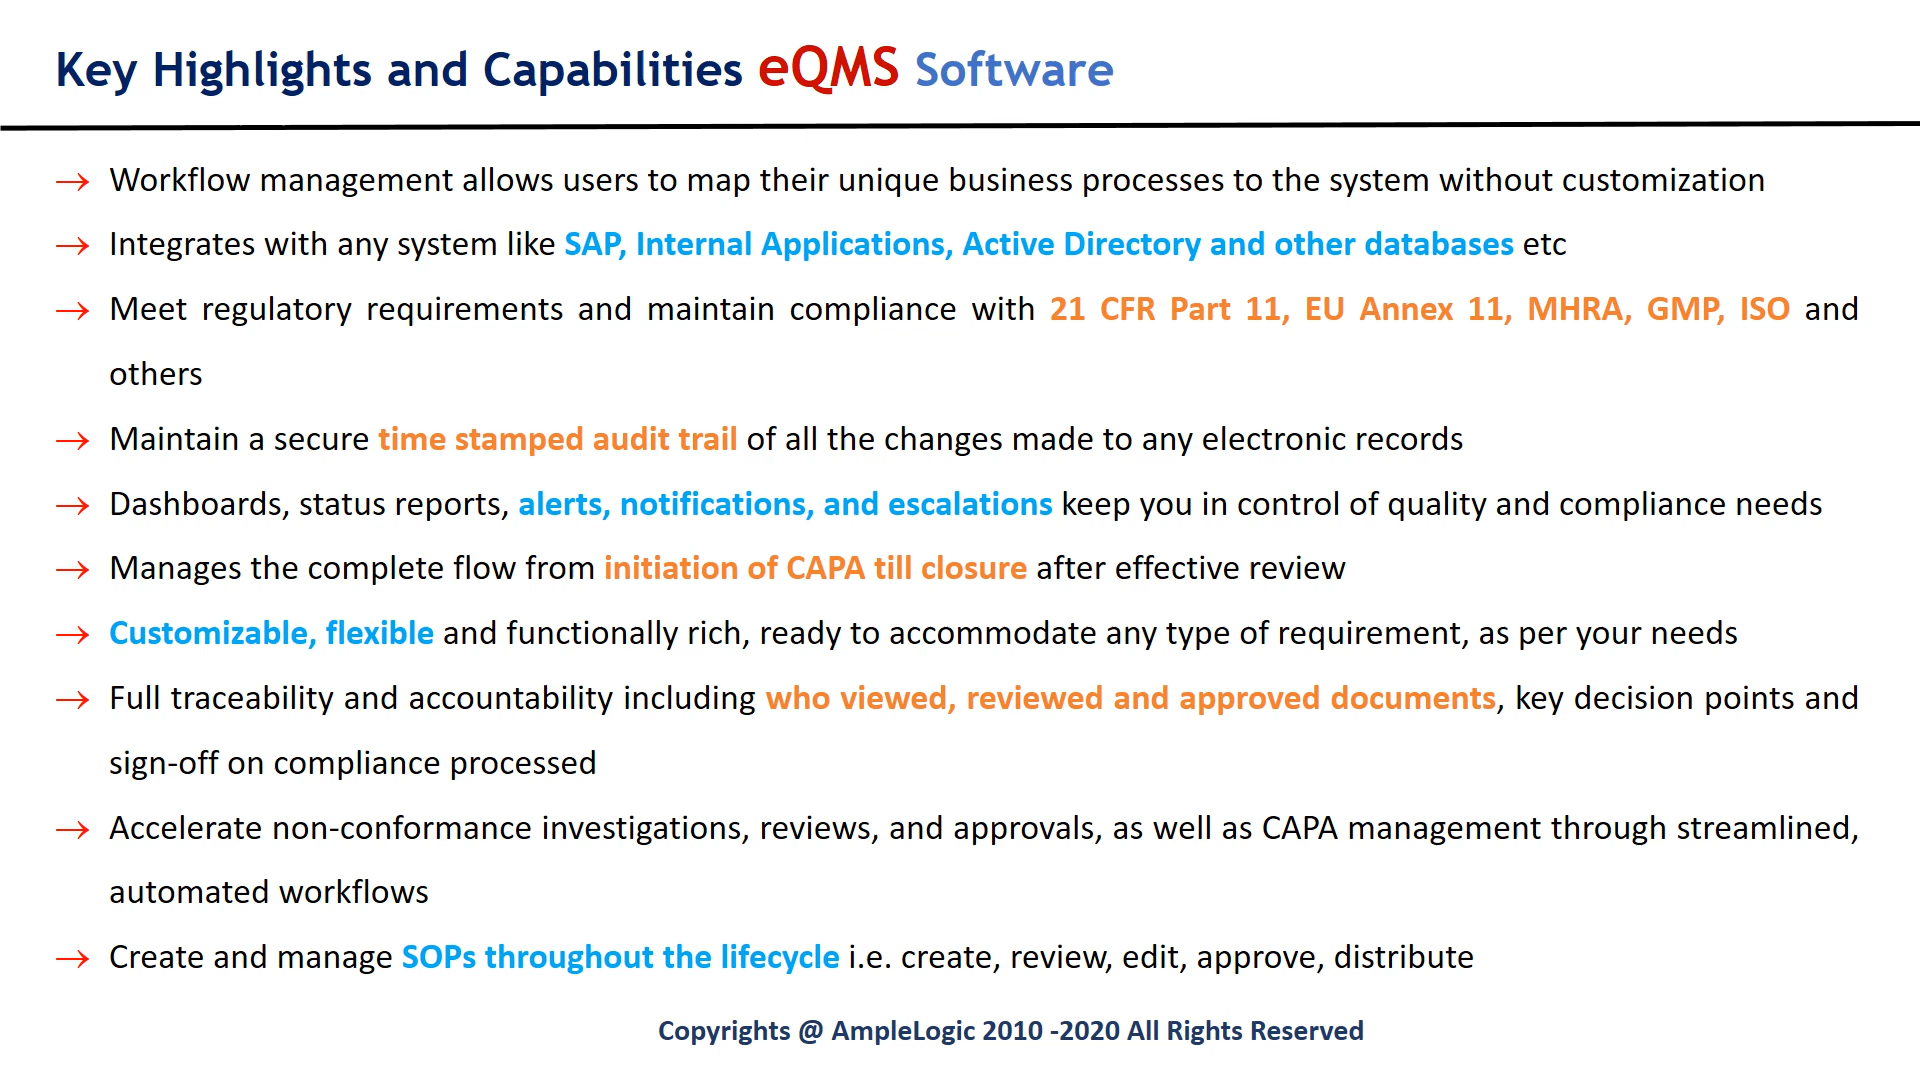 Key Highlights and Capabilities eQMS Software
→ Workflow management allows users to map their unique business processes to the system without customization
→ Integrates with any system like SAP, Internal Applications, Active Directory and other databases etc
→ Meet regulatory requirements and maintain compliance with 21 CFR Part 11, EU Annex 11, MHRA, GMP, ISO and
others
→ Maintain a secure time stamped audit trail of all the changes made to any electronic records
→ Dashboards, status reports, alerts, notifications, and escalations keep you in control of quality and compliance needs
→ Manages the complete flow from initiation of CAPA till closure after effective review
→ Customizable, flexible and functionally rich, ready to accommodate any type of requirement, as per your needs
→ Full traceability and accountability including who viewed, reviewed and approved documents, key decision points and
sign-off on compliance processed
→ Accelerate non-conformance investigations, reviews, and approvals, as well as CAPA management through streamlined,
automated workflows
→ Create and manage SOPs throughout the lifecycle i.e. create, review, edit, approve, distribute
Copyrights @ AmpleLogic 2010 -2020 All Rights Reserved